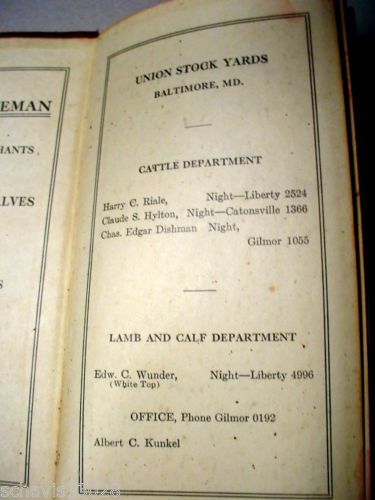 EMAN
HANTS
ALVES
S
UNION STOCK YARDS
BALTIMORE, MD.
CATTLE DEPARTMENT
Harry C. Riale, Night—Liberty 2524
Claude S. Hylton, Night—Catonsville 1366
Chas. Edgar Dishman Night,
Gilmor 1055
LAMB AND CALF DEPARTMENT
Edw. C. Wunder, Night—Liberty 4996
(White Top)
OFFICE, Phone Gilmor 0192
Albert C. Kunkel